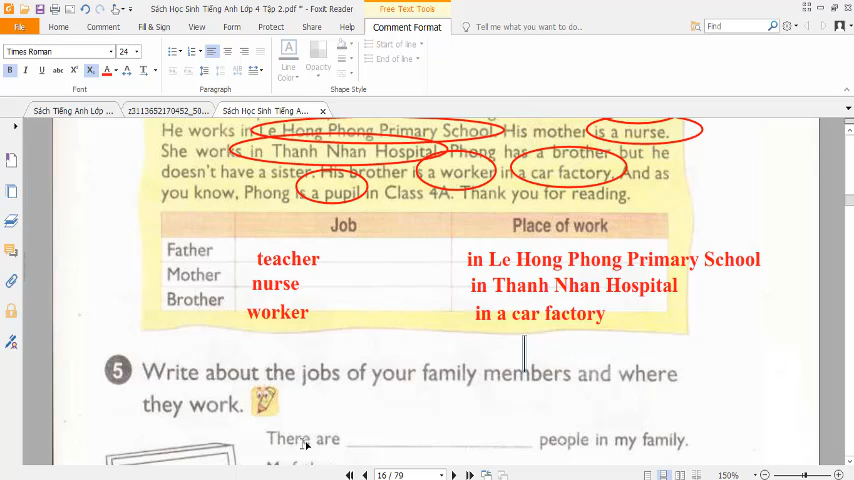 Sách Học Sinh Tiếng Anh Lớp 4 Tập 2.pdf * - Foxit Reader
Free Text Tools
File Home Comment Fill & Sign View Form Protect Share Help Comment Format Tell me what you want to do... Find
Times Roman 24
Start of line
End of line
B I U abc X² X₂ A
Line Color
Opacity
Font Paragraph Shape Style
Sách Tiếng Anh Lớp ... z3113652170452_50... Sách Học Sinh Tiếng A...
He works in Le Hong Phong Primary School. His mother is a nurse.
She works in Thanh Nhan Hospital. Phong has a brother but he
doesn't have a sister. His brother is a worker in a car factory. And as
you know, Phong is a pupil in Class 4A. Thank you for reading.
Job Place of work
Father teacher in Le Hong Phong Primary School
Mother nurse in Thanh Nhan Hospital
Brother worker in a car factory
5 Write about the jobs of your family members and where
they work.
There are people in my family.
16 / 79 150%